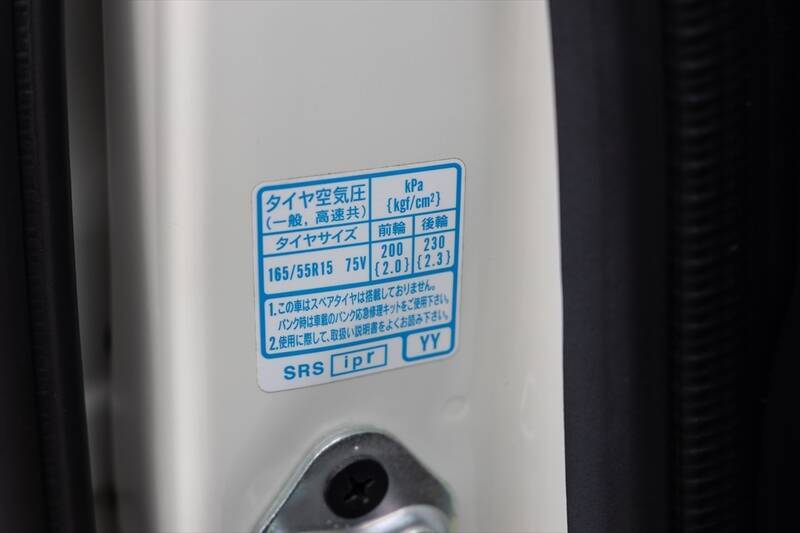 タイヤ空気圧
(一般, 高速共)
kPa
{kgf/cm²}
タイヤサイズ
前輪
後輪
165/55R15 75V
200
{2.0}
230
{2.3}
1.この車はスペアタイヤは搭載しておりません。
パンク時は車載のパンク応急修理キットをご使用下さい。
2.使用に際して、取扱い説明書をよくお読み下さい。
SRS ipr YY